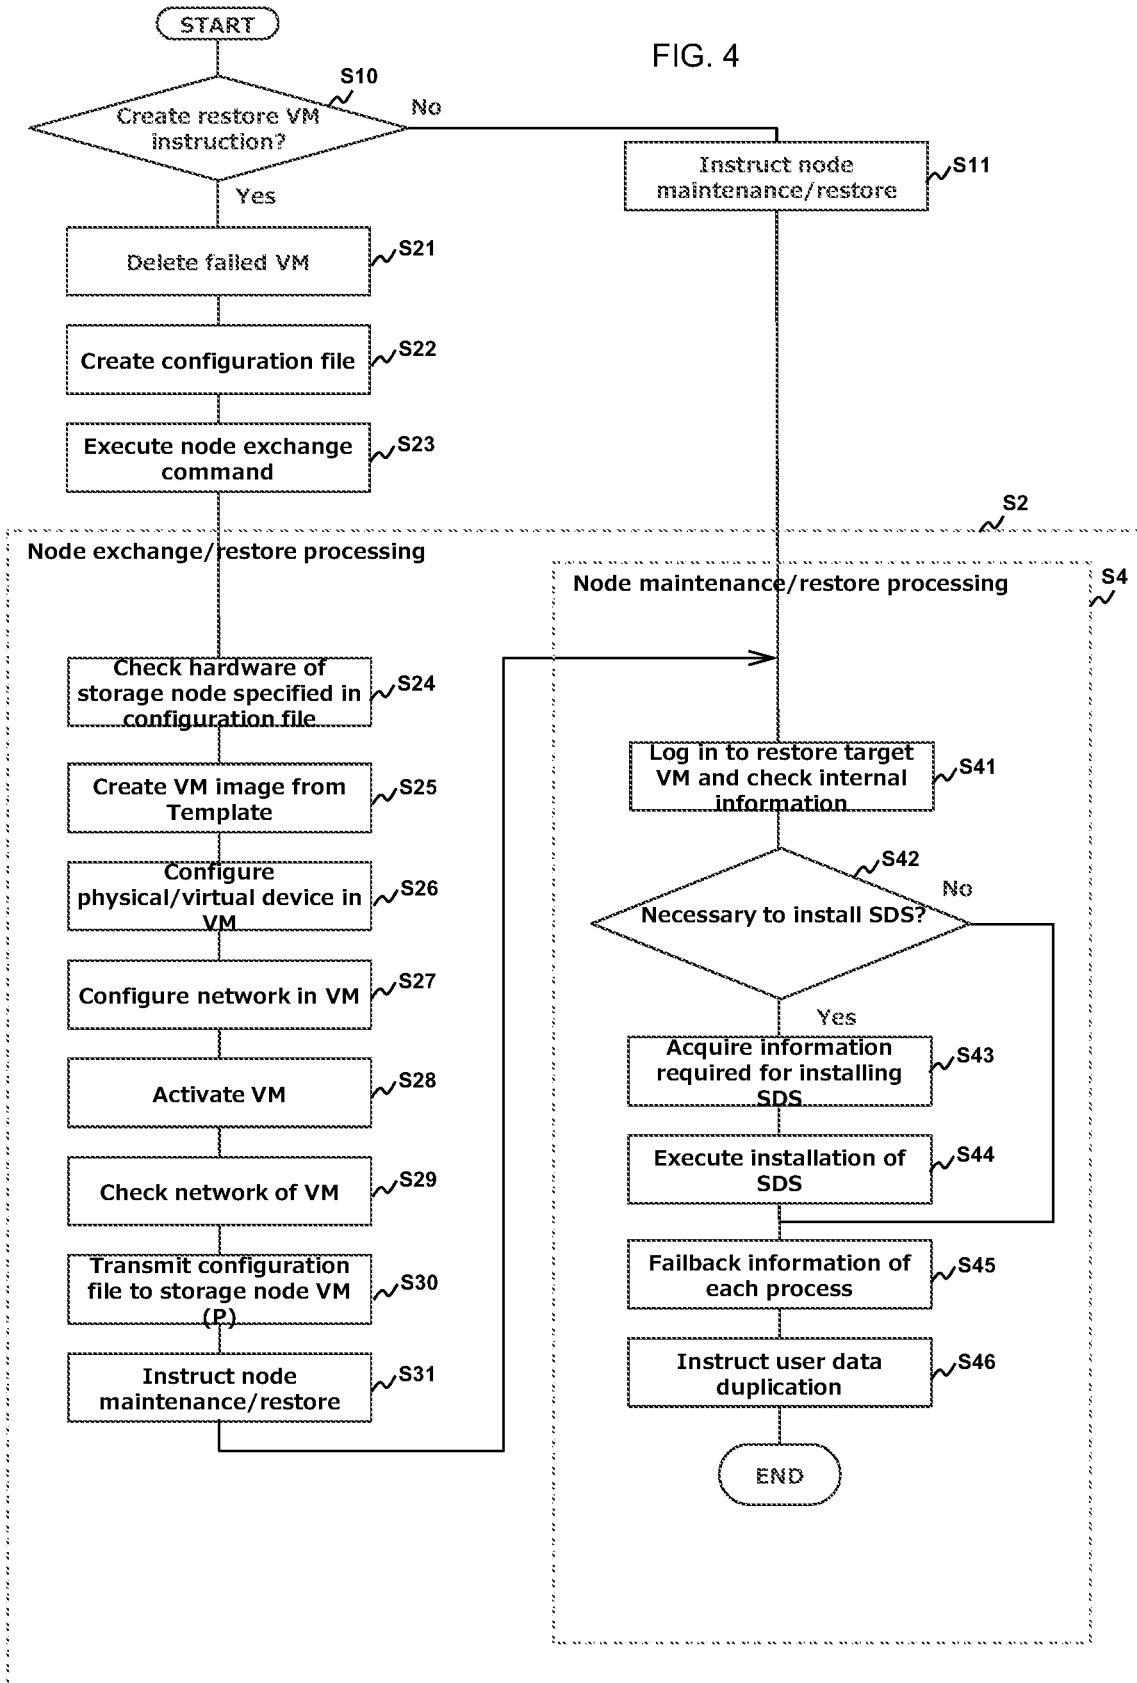 START
FIG. 4
S10
Create restore VM
instruction?
No
Yes
Instruct node
maintenance/restore
S11
Delete failed VM
S21
Create configuration file
S22
Execute node exchange
command
S23
S2
Node exchange/restore processing
Node maintenance/restore processing
S4
Check hardware of
storage node specified in
configuration file
S24
Create VM image from
Template
S25
Configure
physical/virtual device in
VM
S26
Configure network in VM
S27
Activate VM
S28
Check network of VM
S29
Transmit configuration
file to storage node VM
(P)
S30
Instruct node
maintenance/restore
S31
Log in to restore target
VM and check internal
information
S41
S42
Necessary to install SDS?
No
Yes
Acquire information
required for installing
SDS
S43
Execute installation of
SDS
S44
Failback information of
each process
S45
Instruct user data
duplication
S46
END